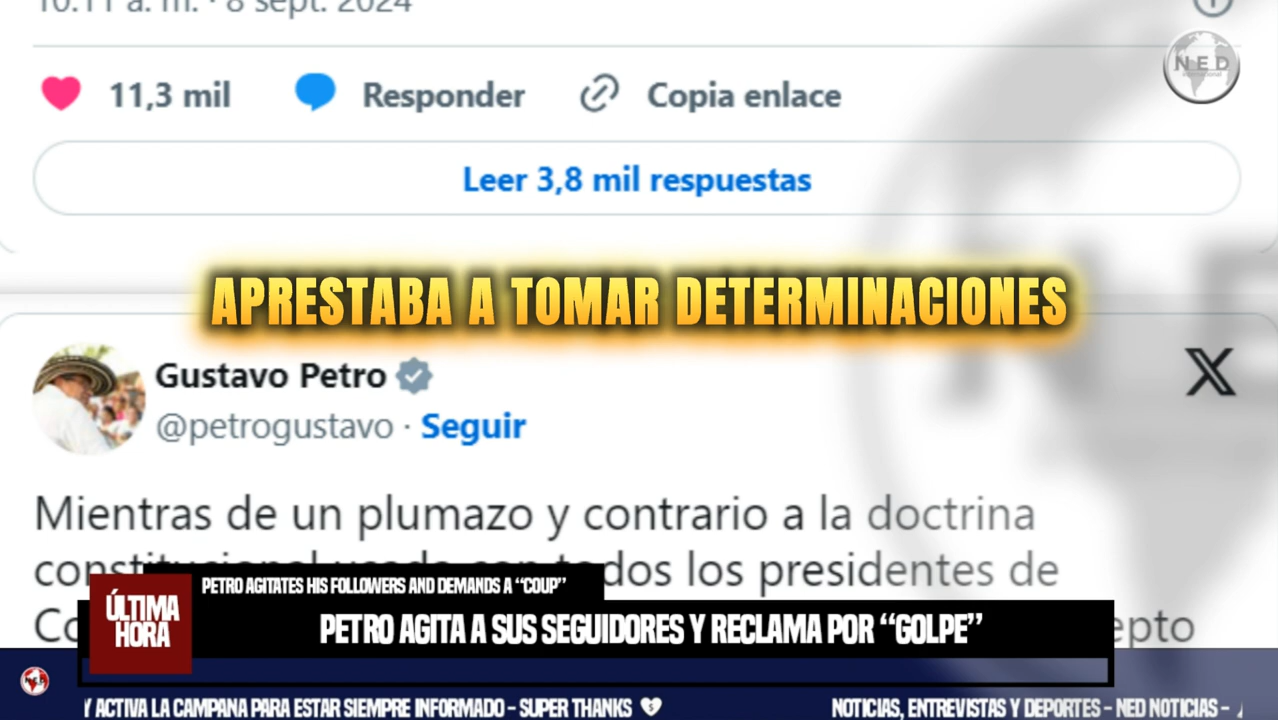 10:11 a. m. · 8 sept. 2024
NED
11,3 mil
Responder
Copia enlace
Leer 3,8 mil respuestas
APRESTABA A TOMAR DETERMINACIONES
Gustavo Petro
@petrogustavo · Seguir
X
Mientras de un plumazo y contrario a la doctrina
todos los presidentes de
PETRO AGITATES HIS FOLLOWERS AND DEMANDS A “COUP”
ÚLTIMA
HORA
PETRO AGITA A SUS SEGUIDORES Y RECLAMA POR “GOLPE”
Y ACTIVA LA CAMPANA PARA ESTAR SIEMPRE INFORMADO - SUPER THANKS
NOTICIAS, ENTREVISTAS Y DEPORTES - NED NOTICIAS -